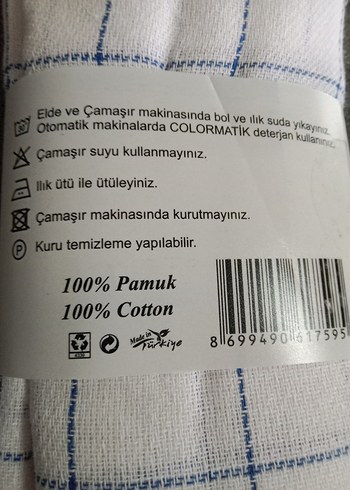 30
Elde ve Çamaşır makinasında bol ve ılık suda yıkayınız.
Otomatik makinalarda COLORMATİK deterjan kullanınız.
Çamaşır suyu kullanmayınız.
Ilık ütü ile ütüleyiniz.
Çamaşır makinasında kurutmayınız.
P Kuru temizleme yapılabilir.
100% Pamuk
100% Cotton
Made in
Türkiye
8 699490 617595